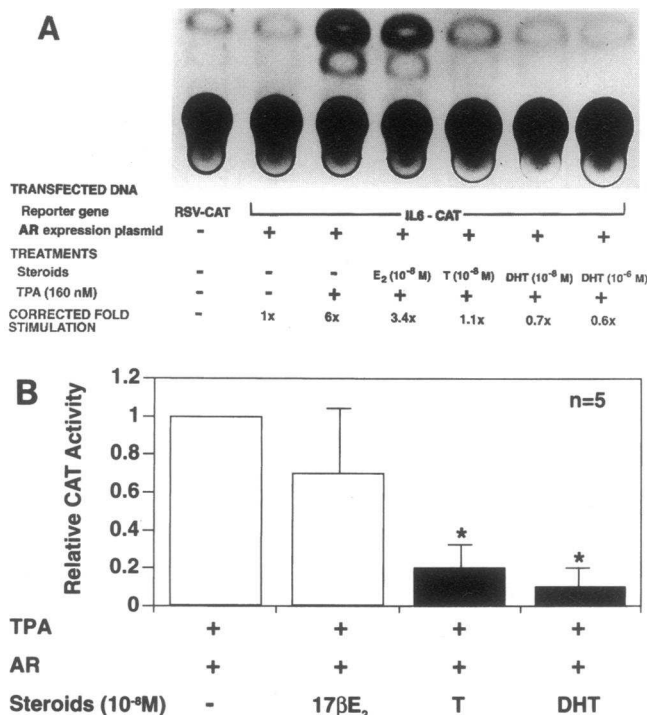 A
TRANSFECTED DNA
Reporter gene RSV-CAT IL6 - CAT
AR expression plasmid - + + + + + +
TREATMENTS
Steroids - - - E₂ (10⁻⁸ M) T (10⁻⁸ M) DHT (10⁻⁸ M) DHT (10⁻⁶ M)
TPA (160 nM) - - + + + + +
CORRECTED FOLD - 1x 6x 3.4x 1.1x 0.7x 0.6x
STIMULATION
B
n=5
Relative CAT Activity
1.2
1
0.8
0.6
0.4
0.2
0
* *
TPA + + + +
AR + + + +
Steroids (10⁻⁸M) - 17βE₂ T DHT